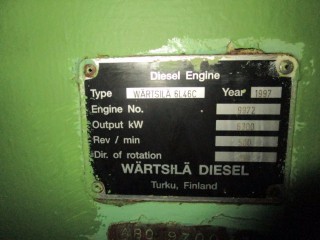 Diesel Engine
Type WÄRTSILÄ 6L46C Year 1997
Engine No. 9972
Output kW
Rev / min
Dir. of rotation
WÄRTSILÄ DIESEL
Turku, Finland